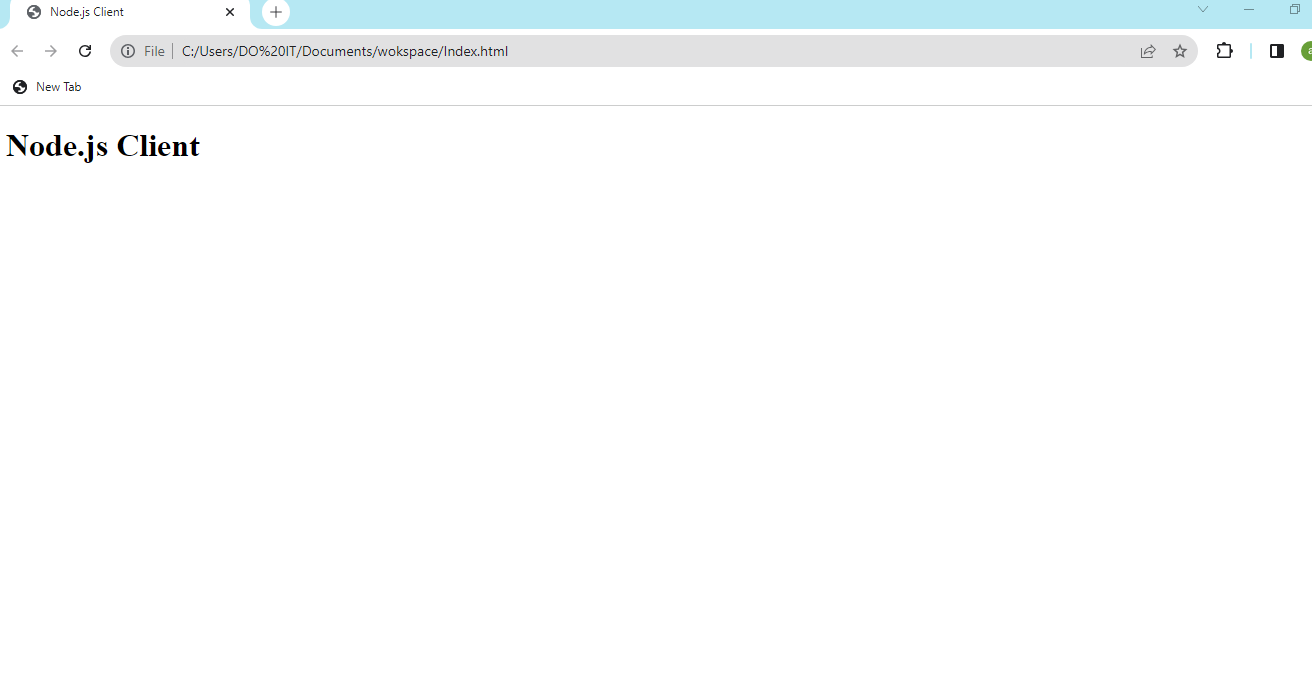 Node.js Client
File C:/Users/DO%20IT/Documents/wokspace/Index.html
New Tab
Node.js Client